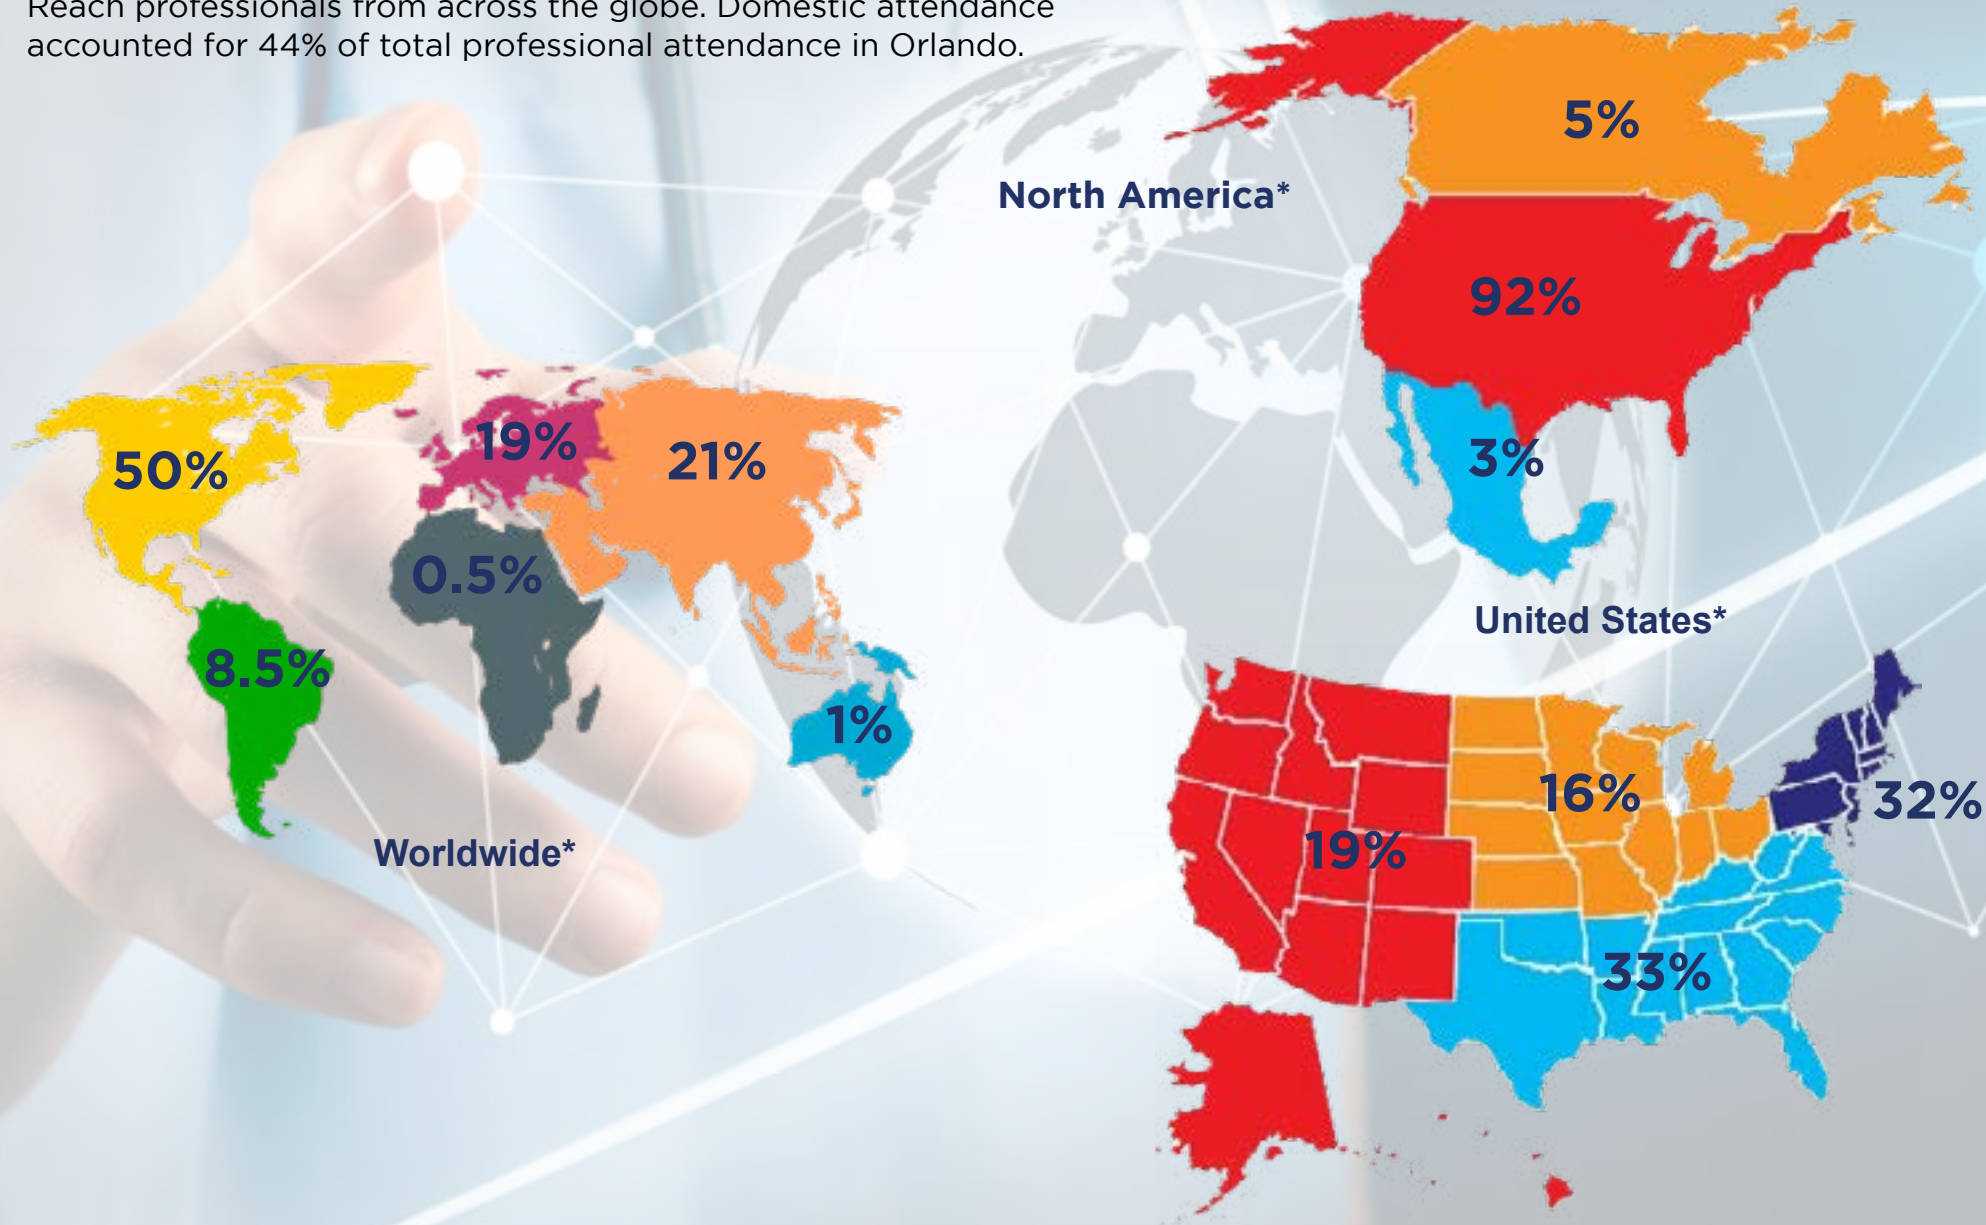 Reach professionals from across the globe. Domestic attendance
accounted for 44% of total professional attendance in Orlando.
North America*
5%
92%
3%
50%
19%
21%
0.5%
8.5%
1%
Worldwide*
United States*
16%
32%
19%
33%